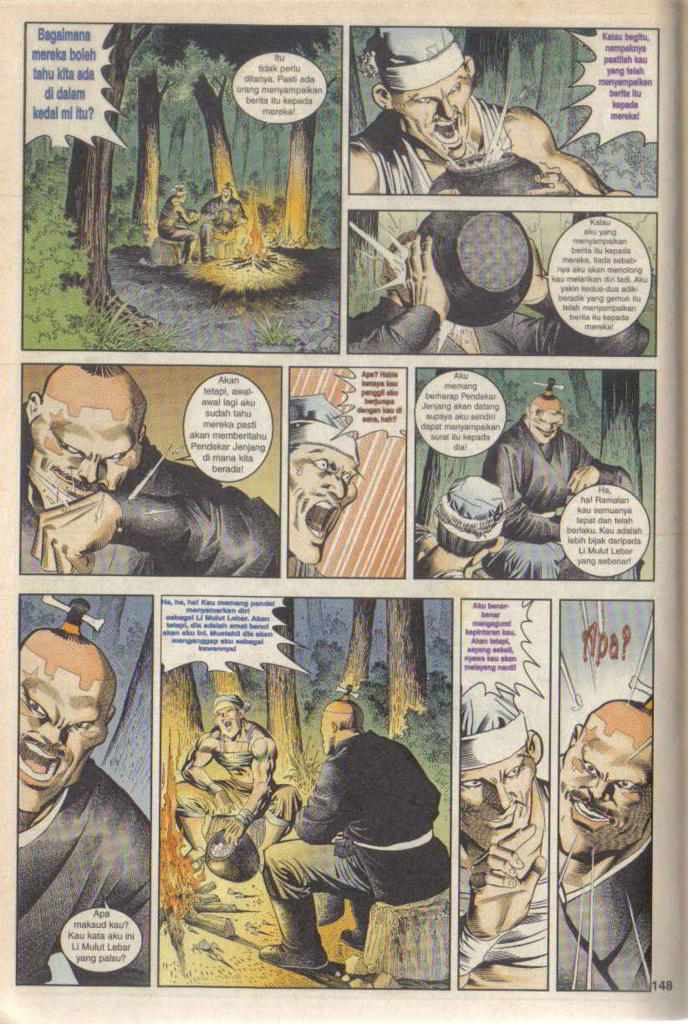 Bagaimana
mereka boleh
tahu kita ada
di dalam
kedai mi itu?
Itu
tidak perlu
ditanya. Pasti ada
orang menyampaikan
berita itu kepada
mereka!
Kalau begitu,
nampaknya
pastilah kau
yang telah
menyampaikan
berita itu
kepada
mereka!
Kalau
aku yang
menyampaikan
berita itu kepada
mereka, tiada sebab-
nya aku akan menolong
kau melarikan diri tadi. Aku
yakin kedua-dua adik-
beradik yang gemuk itu
telah menyampaikan
berita itu kepada
mereka!
Akan
tetapi, awal-
awal lagi aku
sudah tahu
mereka pasti
akan memberitahu
Pendekar Jenjang
di mana kita
berada!
Apa? Habis
kenapa kau
panggil aku
berjumpa
dengan kau di
sana, hah?
Aku
memang
berharap Pendekar
Jenjang akan datang
supaya aku sendiri
dapat menyampaikan
surat itu kepada
dia!
Ha,
ha! Ramalan
kau semuanya
tepat dan telah
berlaku. Kau adalah
lebih bijak daripada
Li Mulut Lebar
yang sebenar!
Apa
maksud kau?
Kau kata aku ini
Li Mulut Lebar
yang palsu?
Ha, ha, ha! Kau memang pandai
menyamarkan diri
sebagai Li Mulut Lebar. Akan
tetapi, dia adalah amat benci
akan aku ini. Mustahil dia akan
menganggap aku sebagai
kawannya!
Aku benar-
benar
mengagumi
kepintaran kau.
Akan tetapi,
sayang sekali,
nyawa kau akan
melayang nanti!
Apa?
148